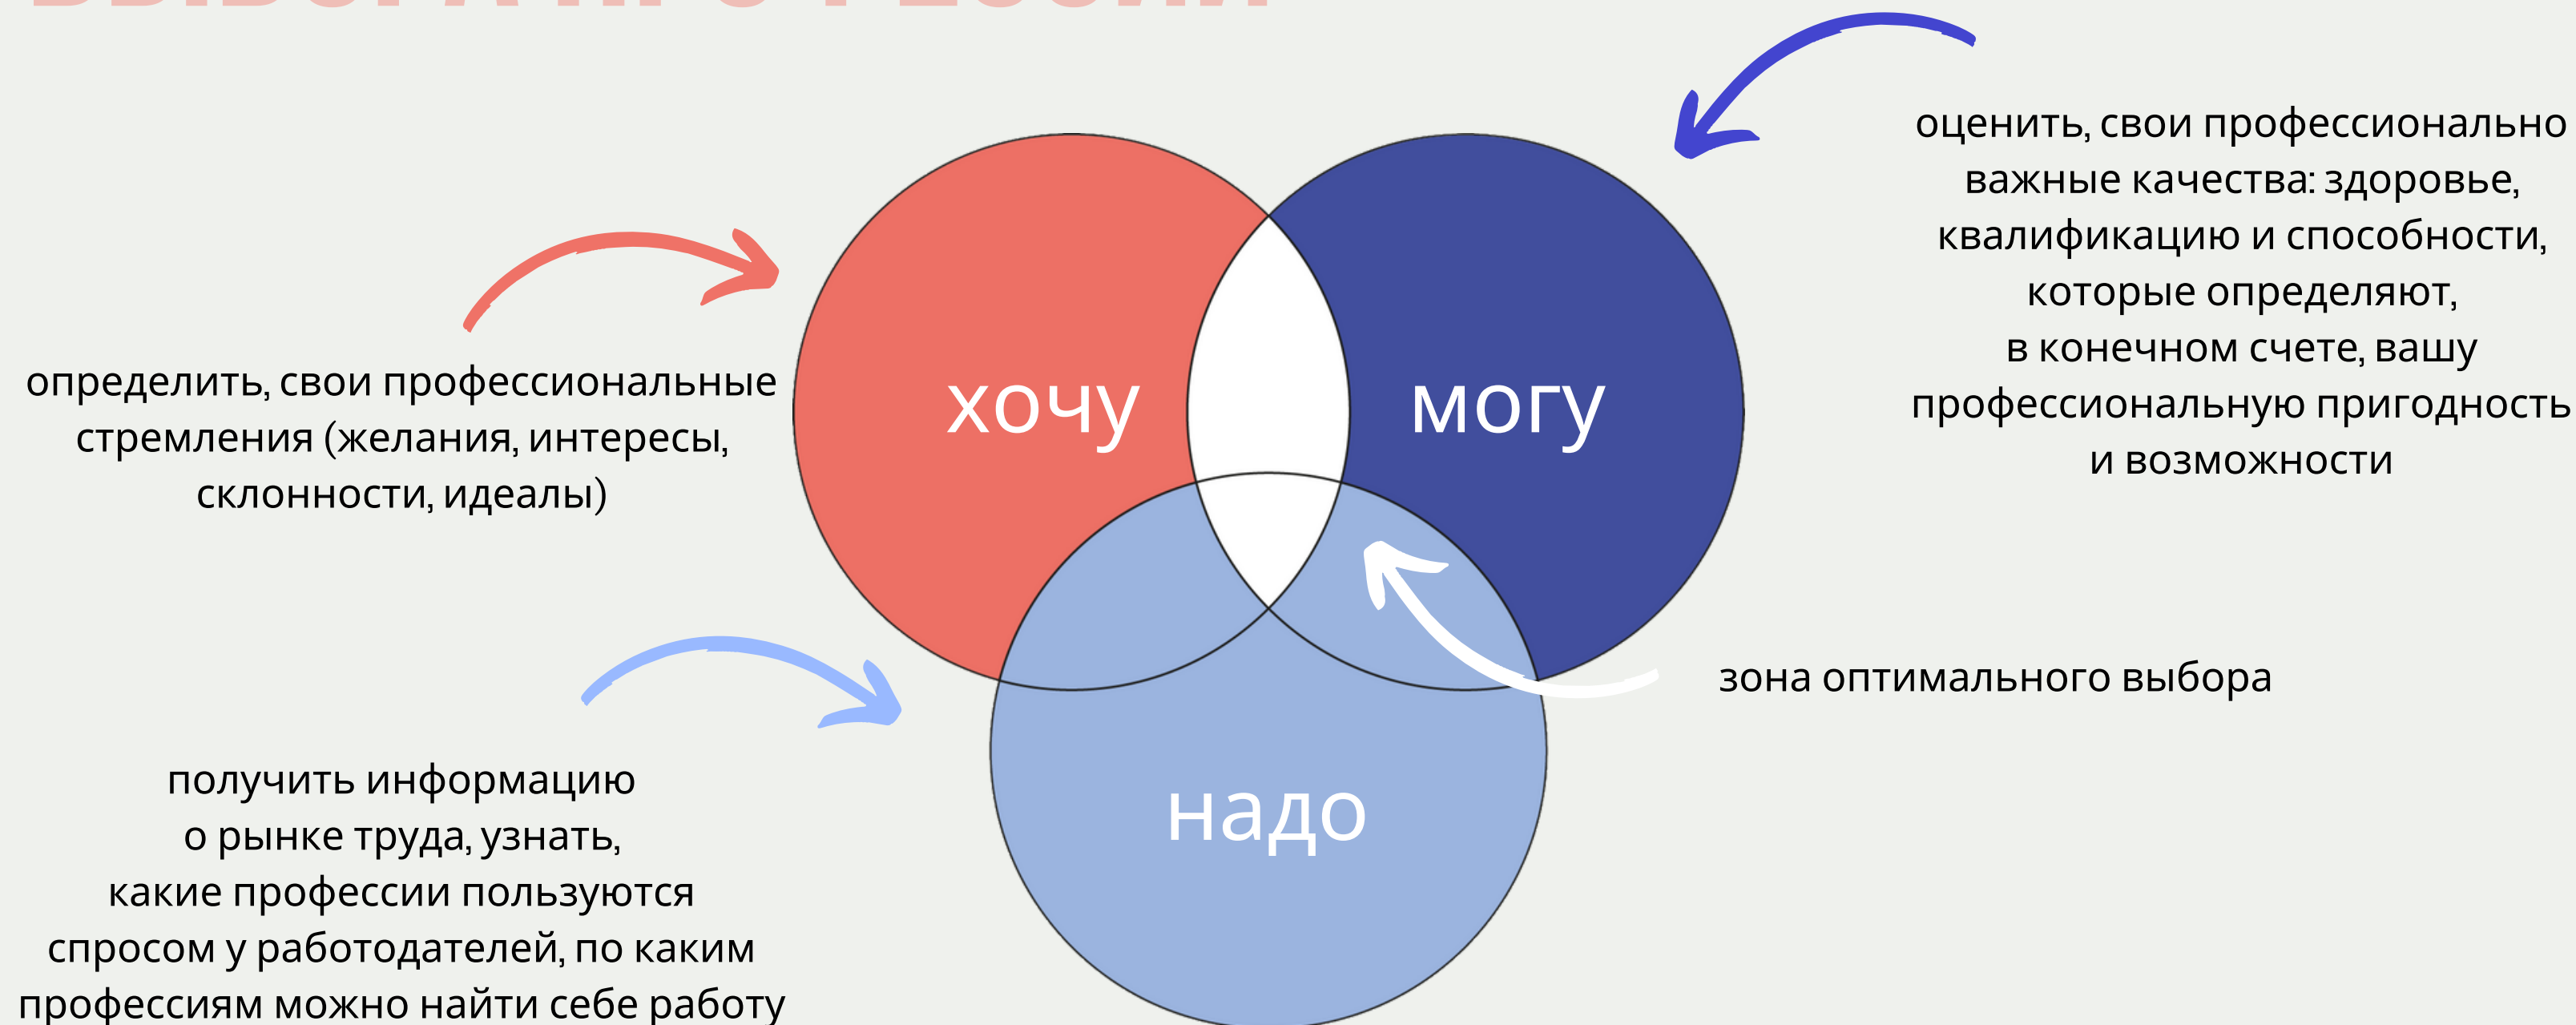 определить, свои профессиональные
стремления (желания, интересы,
склонности, идеалы)
хочу
могу
оценить, свои профессионально
важные качества: здоровье,
квалификацию и способности,
которые определяют,
в конечном счете, вашу
профессиональную пригодность
и возможности
зона оптимального выбора
получить информацию
о рынке труда, узнать,
какие профессии пользуются
спросом у работодателей, по каким
профессиям можно найти себе работу
надо